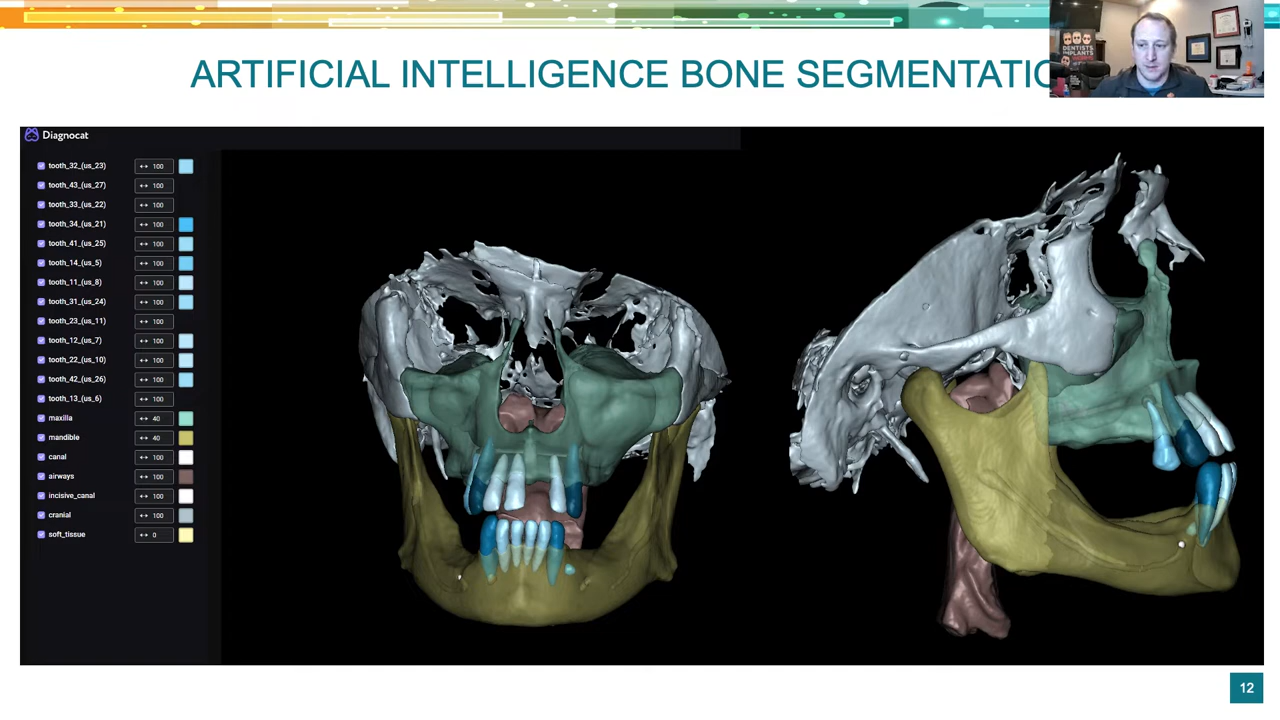 ARTIFICIAL INTELLIGENCE BONE SEGMENTATIO
DENTISTS
IMPLANTS
Diagnocat
tooth_32_(us_23) 100
tooth_43_(us_27) 100
tooth_33_(us_22) 100
tooth_34_(us_21) 100
tooth_41_(us_25) 100
tooth_14_(us_5) 100
tooth_11_(us_8) 100
tooth_31_(us_24) 100
tooth_23_(us_11) 100
tooth_12_(us_7) 100
tooth_22_(us_10) 100
tooth_42_(us_26) 100
tooth_13_(us_6) 100
maxilla 40
mandible 40
canal 100
airways 100
incisive_canal 100
cranial 100
soft_tissue 0
12